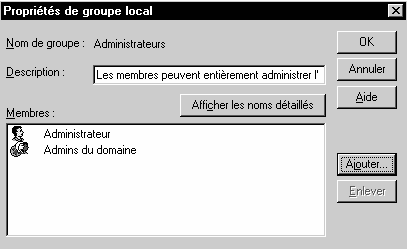 Propriétés de groupe local
Nom de groupe : Administrateurs
OK
Description : Les membres peuvent entièrement administrer l'
Annuler
Afficher les noms détaillés
Aide
Membres :
Administrateur
Admins du domaine
Ajouter...
Enlever